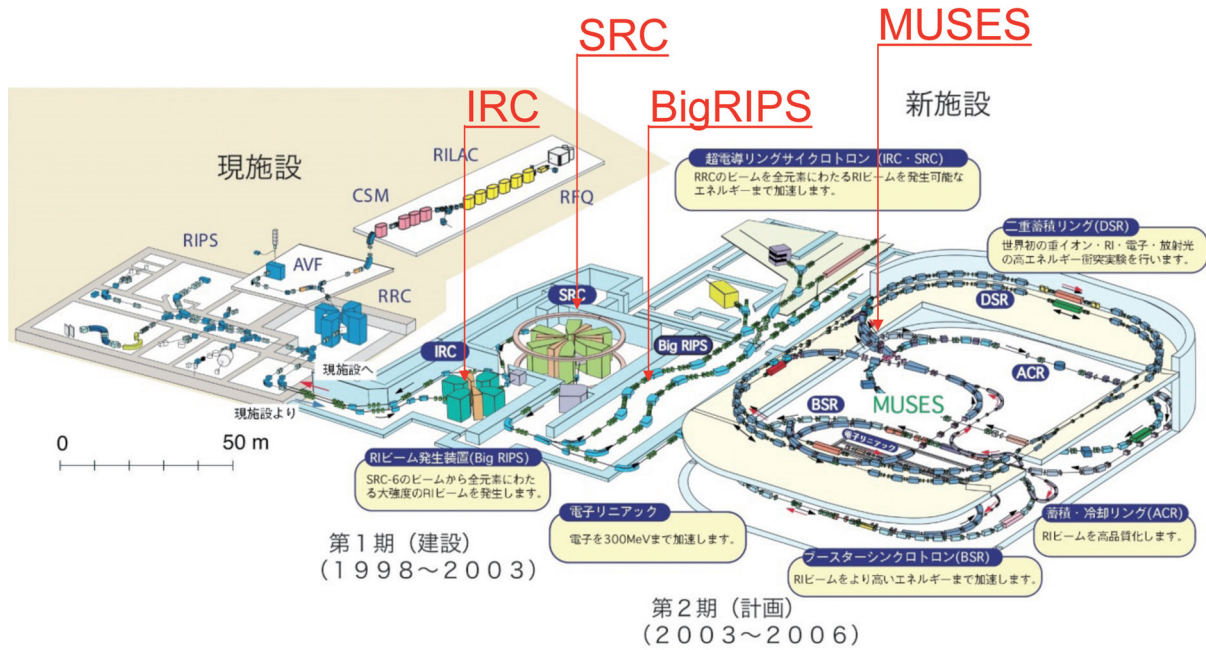 SRC
MUSES
IRC
BigRIPS
新施設
現施設
RILAC
CSM
RFQ
RIPS
AVF
RRC
超電導リングサイクロトロン (IRC・SRC)
RRCのビームを全元素にわたるRIビームを発生可能な
エネルギーまで加速します。
二重蓄積リング(DSR)
世界初の重イオン・RI・電子・放射光
の高エネルギー衝突実験を行います。
SRC
DSR
IRC
Big RIPS
ACR
現施設へ
現施設より
BSR
MUSES
電子リニアック
0
50 m
RIビーム発生装置(Big RIPS)
SRC-6のビームから全元素にわた
る大強度のRIビームを発生します。
電子リニアック
電子を300MeVまで加速します。
蓄積・冷却リング(ACR)
RIビームを高品質化します。
ブースターシンクロトロン(BSR)
RIビームをより高いエネルギーまで加速します。
第1期（建設）
（1998〜2003）
第2期（計画）
（2003〜2006）